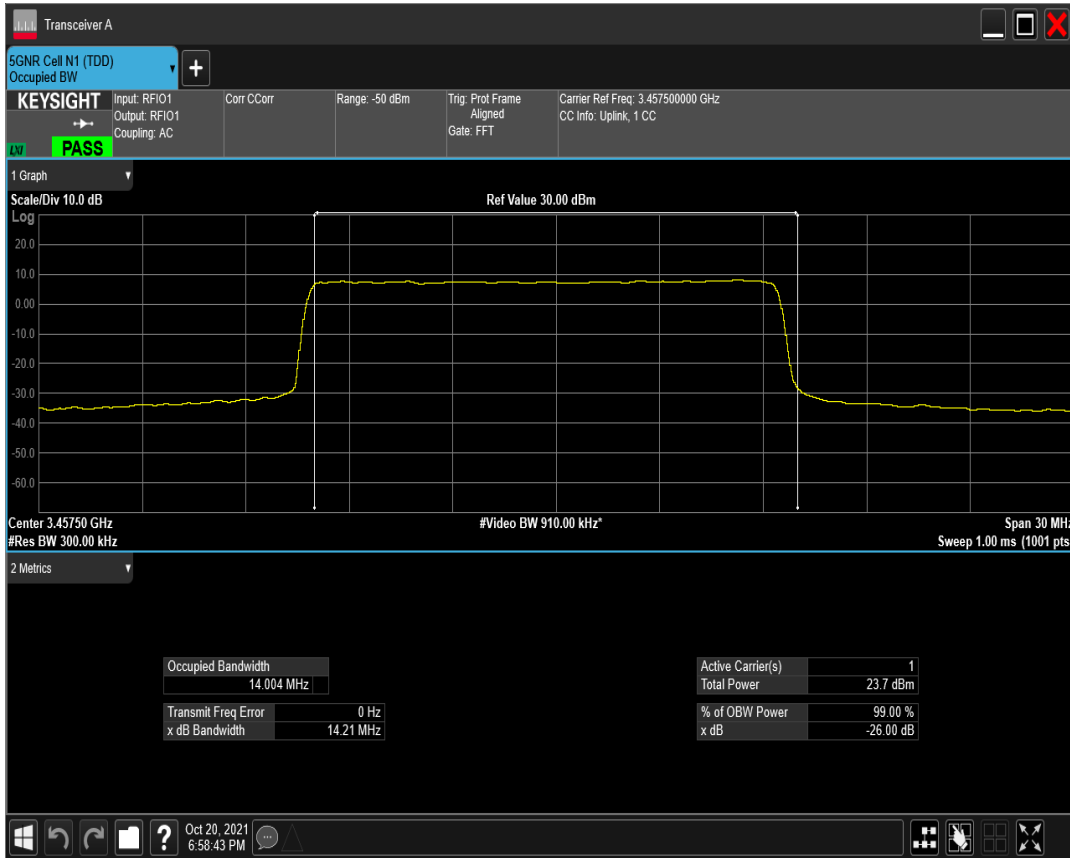 Transceiver A
5GNR Cell N1 (TDD)
Occupied BW
+
KEYSIGHT
LXI
PASS
Input: RFIO1
Output: RFIO1
Coupling: AC
Corr CCorr
Range: -50 dBm
Trig: Prot Frame
Aligned
Gate: FFT
Carrier Ref Freq: 3.457500000 GHz
CC Info: Uplink, 1 CC
1 Graph
Scale/Div 10.0 dB
Ref Value 30.00 dBm
Log
20.0
10.0
0.00
-10.0
-20.0
-30.0
-40.0
-50.0
-60.0
Center 3.45750 GHz
#Video BW 910.00 kHz*
Span 30 MHz
#Res BW 300.00 kHz
Sweep 1.00 ms (1001 pts
2 Metrics
Occupied Bandwidth
14.004 MHz
Transmit Freq Error 0 Hz
x dB Bandwidth 14.21 MHz
Active Carrier(s) 1
Total Power 23.7 dBm
% of OBW Power 99.00 %
x dB -26.00 dB
?
Oct 20, 2021
6:58:43 PM